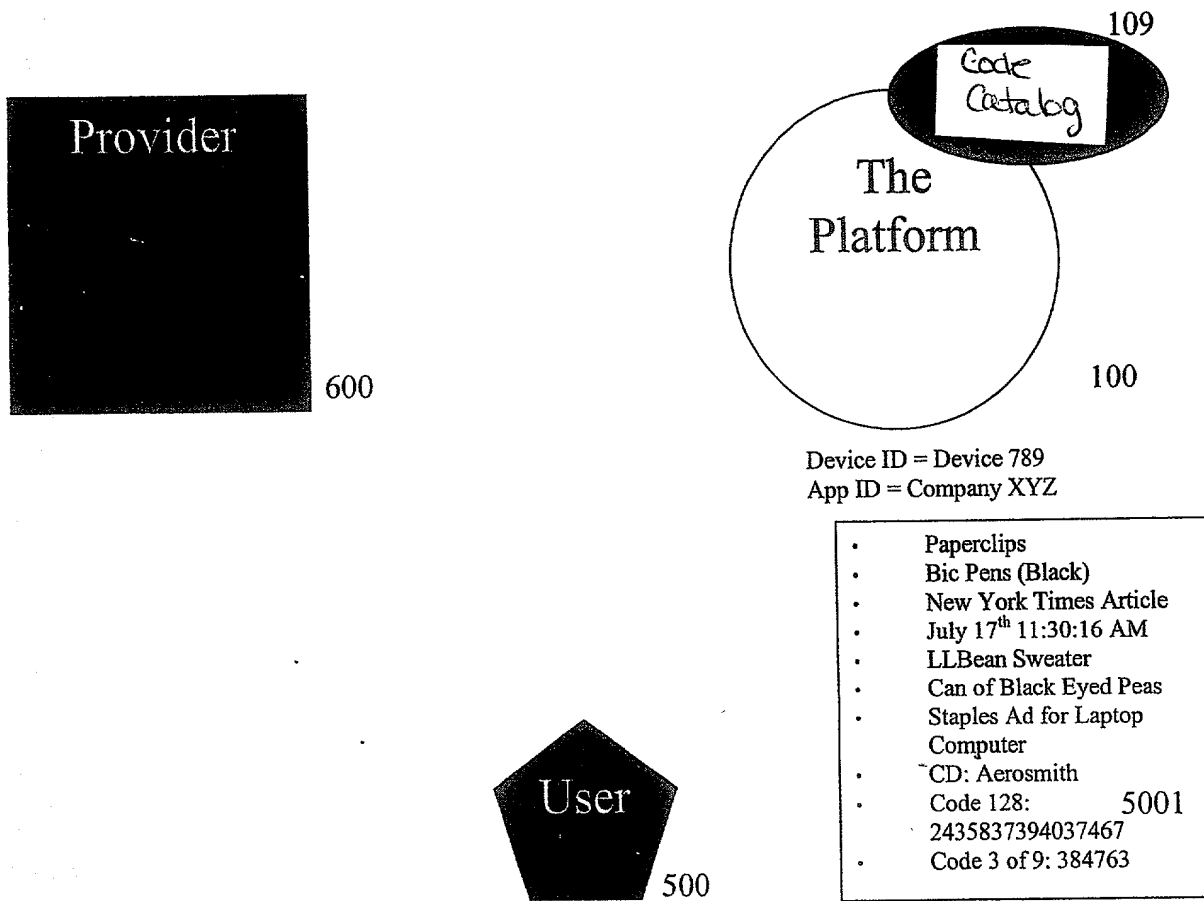 109
Code
Catalog
Provider
The
Platform
600
100
Device ID = Device 789
App ID = Company XYZ
• Paperclips
• Bic Pens (Black)
• New York Times Article
• July 17th 11:30:16 AM
• LLBean Sweater
• Can of Black Eyed Peas
• Staples Ad for Laptop
Computer
• CD: Aerosmith
• Code 128: 5001
2435837394037467
• Code 3 of 9: 384763
User
500